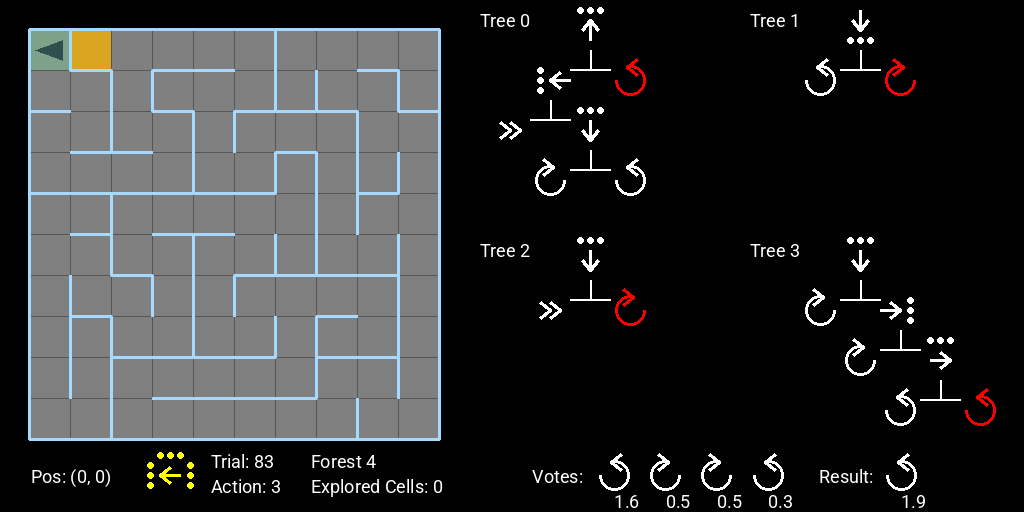 Tree 0
Tree 1
Tree 2
Tree 3
Pos: (0, 0)
Trial: 83
Forest 4
Action: 3
Explored Cells: 0
Votes:
1.6
0.5
0.5
0.3
Result:
1.9